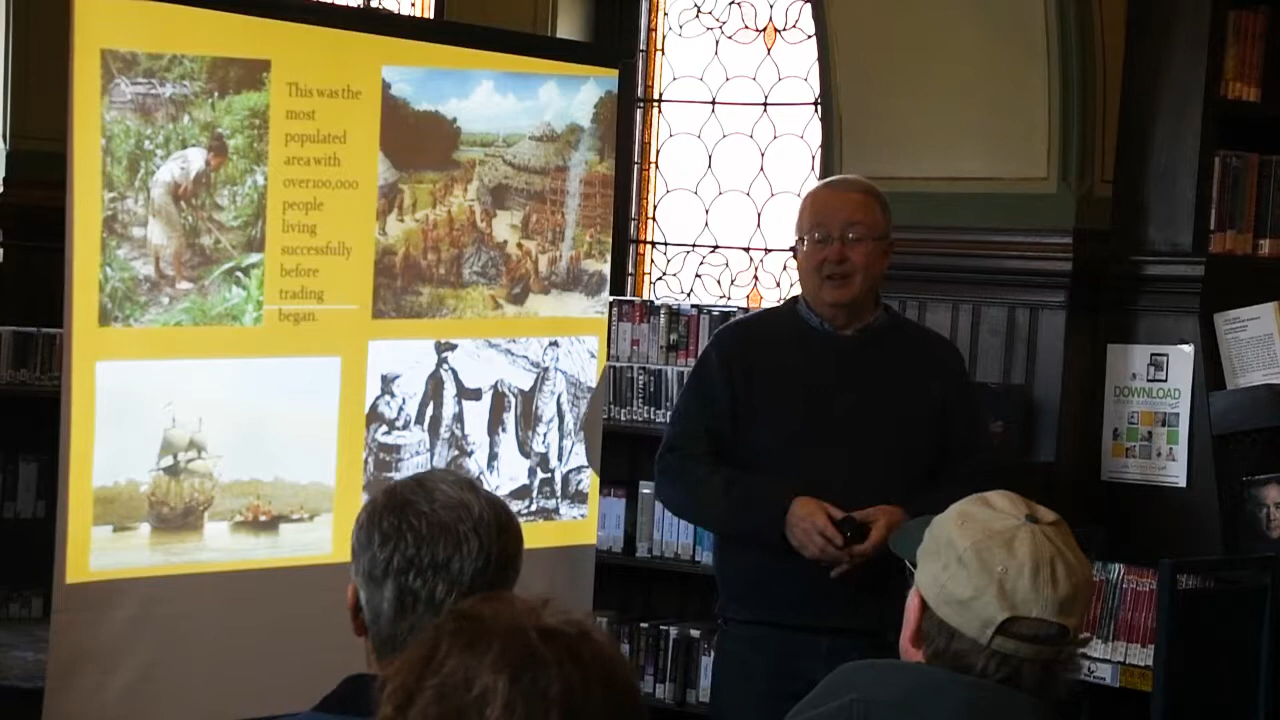 This was the
most
populated
area with
over100,000
people
living
successfully
before
trading
began.
DOWNLOAD